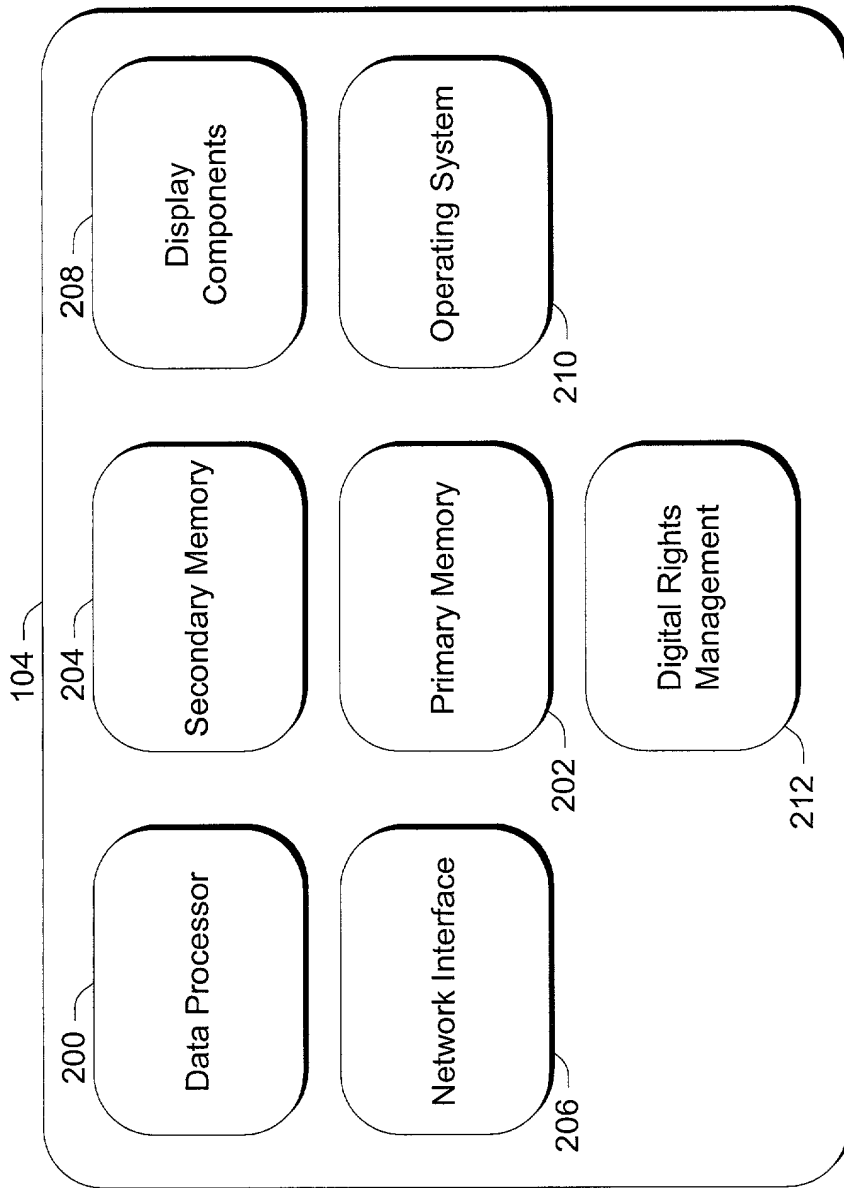 104
200
Data Processor
204
Secondary Memory
208
Display
Components
Network Interface
206
Primary Memory
202
Operating System
210
Digital Rights
Management
212